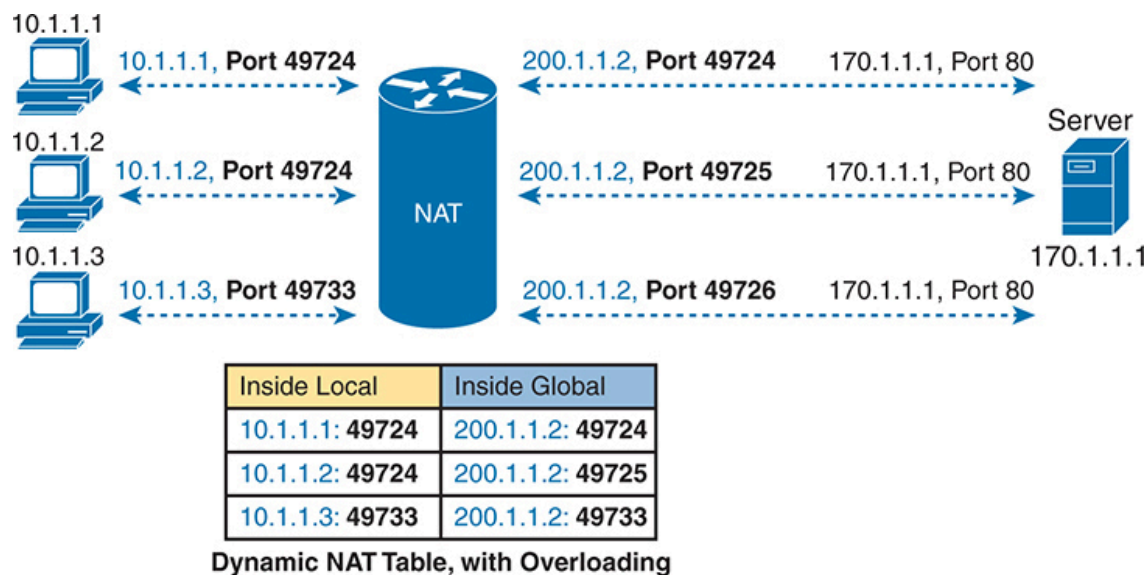 10.1.1.1
10.1.1.1, Port 49724
200.1.1.2, Port 49724
170.1.1.1, Port 80
Server
10.1.1.2
10.1.1.2, Port 49724
NAT
200.1.1.2, Port 49725
170.1.1.1, Port 80
170.1.1.1
10.1.1.3
10.1.1.3, Port 49733
200.1.1.2, Port 49726
170.1.1.1, Port 80
Inside Local Inside Global
10.1.1.1: 49724 200.1.1.2: 49724
10.1.1.2: 49724 200.1.1.2: 49725
10.1.1.3: 49733 200.1.1.2: 49733
Dynamic NAT Table, with Overloading